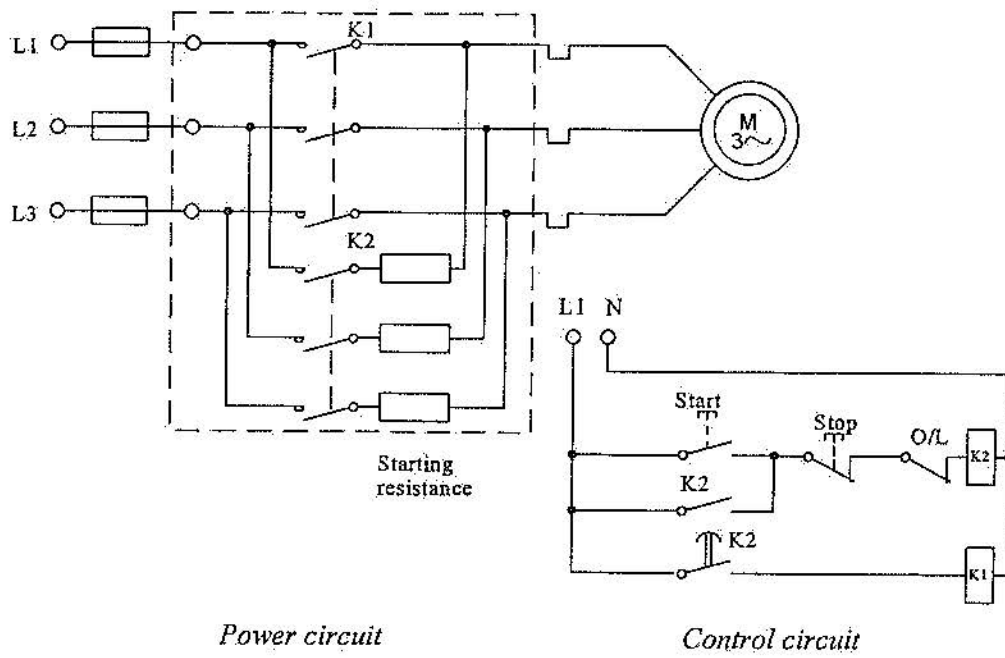 L1
K1
L2
M
3~
L3
K2
L1 N
Start
Stop
O/L
K2
K2
K2
K1
Starting
resistance
Power circuit
Control circuit